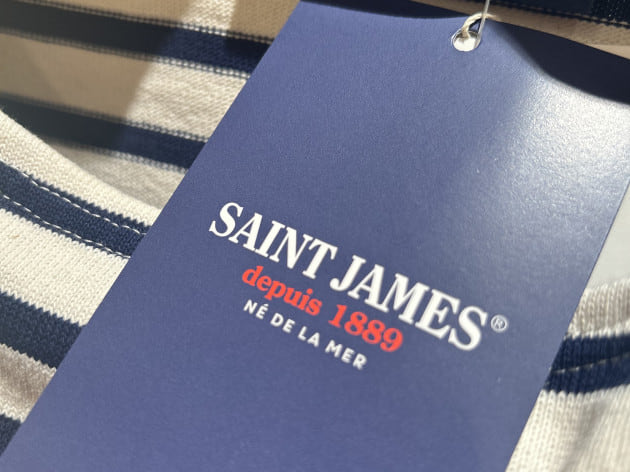 SAINT JAMES®
depuis 1889
NÉ DE LA MER